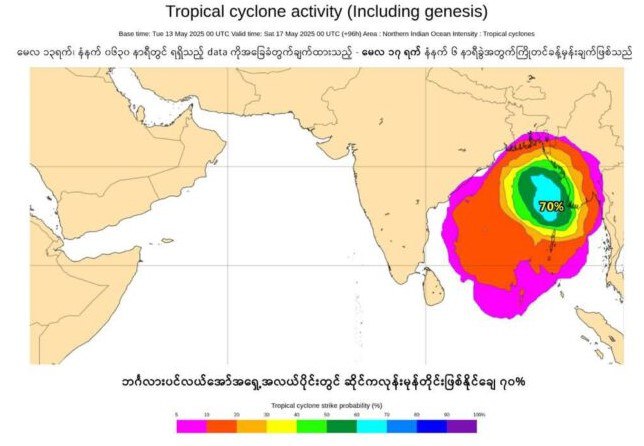 Tropical cyclone activity (Including genesis)
Base time: Tue 13 May 2025 00 UTC Valid time: Sat 17 May 2025 00 UTC (+96h) Area : Northern Indian Ocean Intensity : Tropical cyclones
မေလ ၁၃ရက်၊ နံနက် ၀၆၃၀ နာရီတွင် ရရှိသည့် data ကိုအခြေခံတွက်ချက်ထားသည့် - မေလ ၁၇ ရက် နံနက် ၆ နာရီခွဲအတွက်ကြိုတင်ခန့်မှန်းချက်ဖြစ်သည်
70%
ဘင်္ဂလားပင်လယ်အော်အရှေ့အလယ်ပိုင်းတွင် ဆိုင်ကလုန်းမုန်တိုင်းဖြစ်နိုင်ချေ ၇၀%
Tropical cyclone strike probability (%)
5 10 20 30 40 50 60 70 80 90 100%